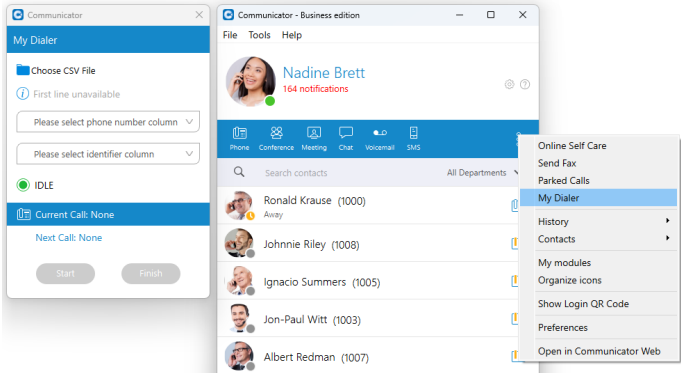 Communicator
My Dialer
Choose CSV File
First line unavailable
Please select phone number column
Please select identifier column
IDLE
Current Call: None
Next Call: None
Start Finish
Communicator - Business edition
File Tools Help
Nadine Brett
164 notifications
Phone Conference Meeting Chat Voicemail SMS
Search contacts All Departments
Ronald Krause (1000)
Away
Johnnie Riley (1008)
Ignacio Summers (1005)
Jon-Paul Witt (1003)
Albert Redman (1007)
Online Self Care
Send Fax
Parked Calls
My Dialer
History
Contacts
My modules
Organize icons
Show Login QR Code
Preferences
Open in Communicator Web